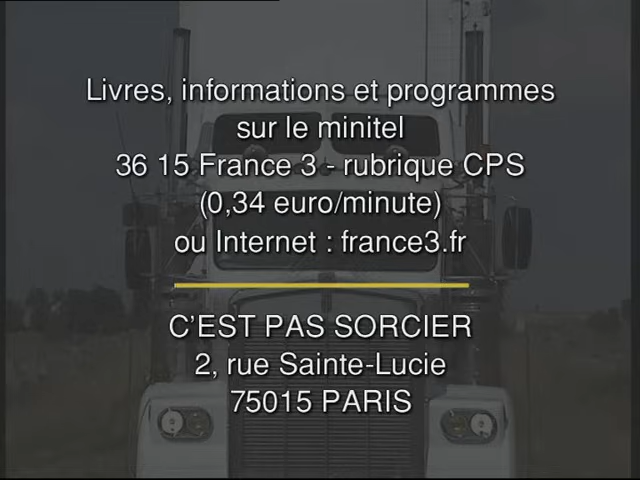 Livres, informations et programmes
sur le minitel
36 15 France 3 - rubrique CPS
(0,34 euro/minute)
ou Internet : france3.fr
C'EST PAS SORCIER
2, rue Sainte-Lucie
75015 PARIS